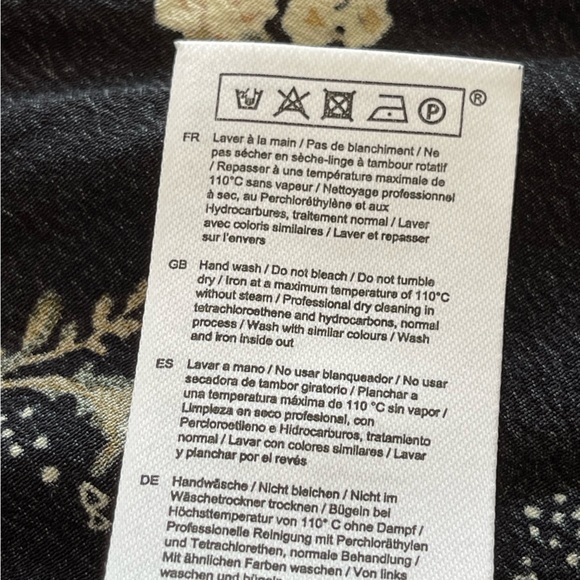 P ®
FR Laver à la main / Pas de blanchiment / Ne
pas sécher en sèche-linge à tambour rotatif
/ Repasser à une température maximale de
110°C sans vapeur / Nettoyage professionnel
à sec, au Perchloréthylène et aux
Hydrocarbures, traitement normal / Laver
avec coloris similaires / Laver et repasser
sur l'envers
GB Hand wash / Do not bleach / Do not tumble
dry / Iron at a maximum temperature of 110°C
without steam / Professional dry cleaning in
tetrachloroethene and hydrocarbons, normal
process / Wash with similar colours / Wash
and iron inside out
ES Lavar a mano / No usar blanqueador / No usar
secadora de tambor giratorio / Planchar a
una temperatura máxima de 110 °C sin vapor /
Limpieza en seco profesional, con
Percloroetileno e Hidrocarburos, tratamiento
normal / Lavar con colores similares / Lavar
y planchar por el revés
DE Handwäsche / Nicht bleichen / Nicht im
Wäschetrockner trocknen / Bügeln bei
Höchsttemperatur von 110° C ohne Dampf /
Professionelle Reinigung mit Perchloräthylen
und Tetrachlorethen, normale Behandlung /
Mit ähnlichen Farben waschen / Von links
waschen und